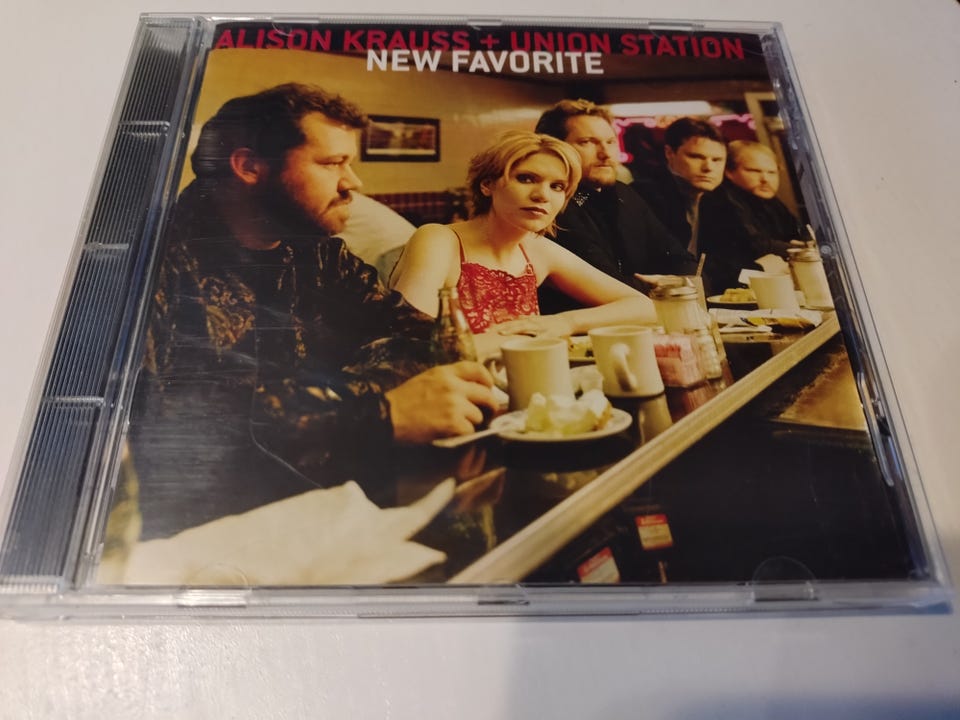 ALISON KRAUSS + UNION STATION
NEW FAVORITE